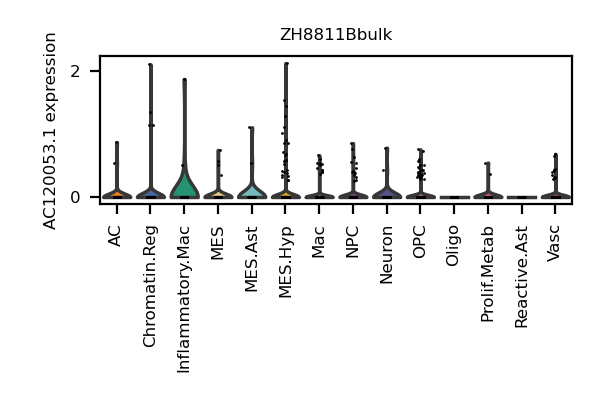 ZH8811Bbulk
AC120053.1 expression
2
0
AC
Chromatin.Reg
Inflammatory.Mac
MES
MES.Ast
MES.Hyp
Mac
NPC
Neuron
OPC
Oligo
Prolif.Metab
Reactive.Ast
Vasc